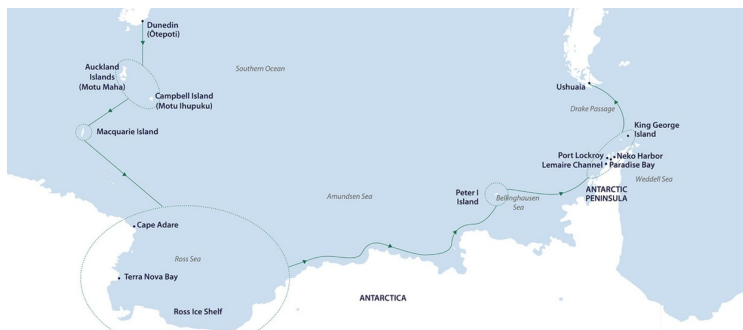 Dunedin
(Ōtepoti)
Auckland
Islands
(Motu Maha)
Southern Ocean
Campbell Island
(Motu Ihupuku)
Macquarie Island
Ushuaia
Drake Passage
King George
Island
Port Lockroy
Neko Harbor
Lemaire Channel
Paradise Bay
Weddell Sea
ANTARCTIC
PENINSULA
Peter I
Island
Bellinghausen
Sea
Amundsen Sea
Cape Adare
Ross Sea
Terra Nova Bay
Ross Ice Shelf
ANTARCTICA